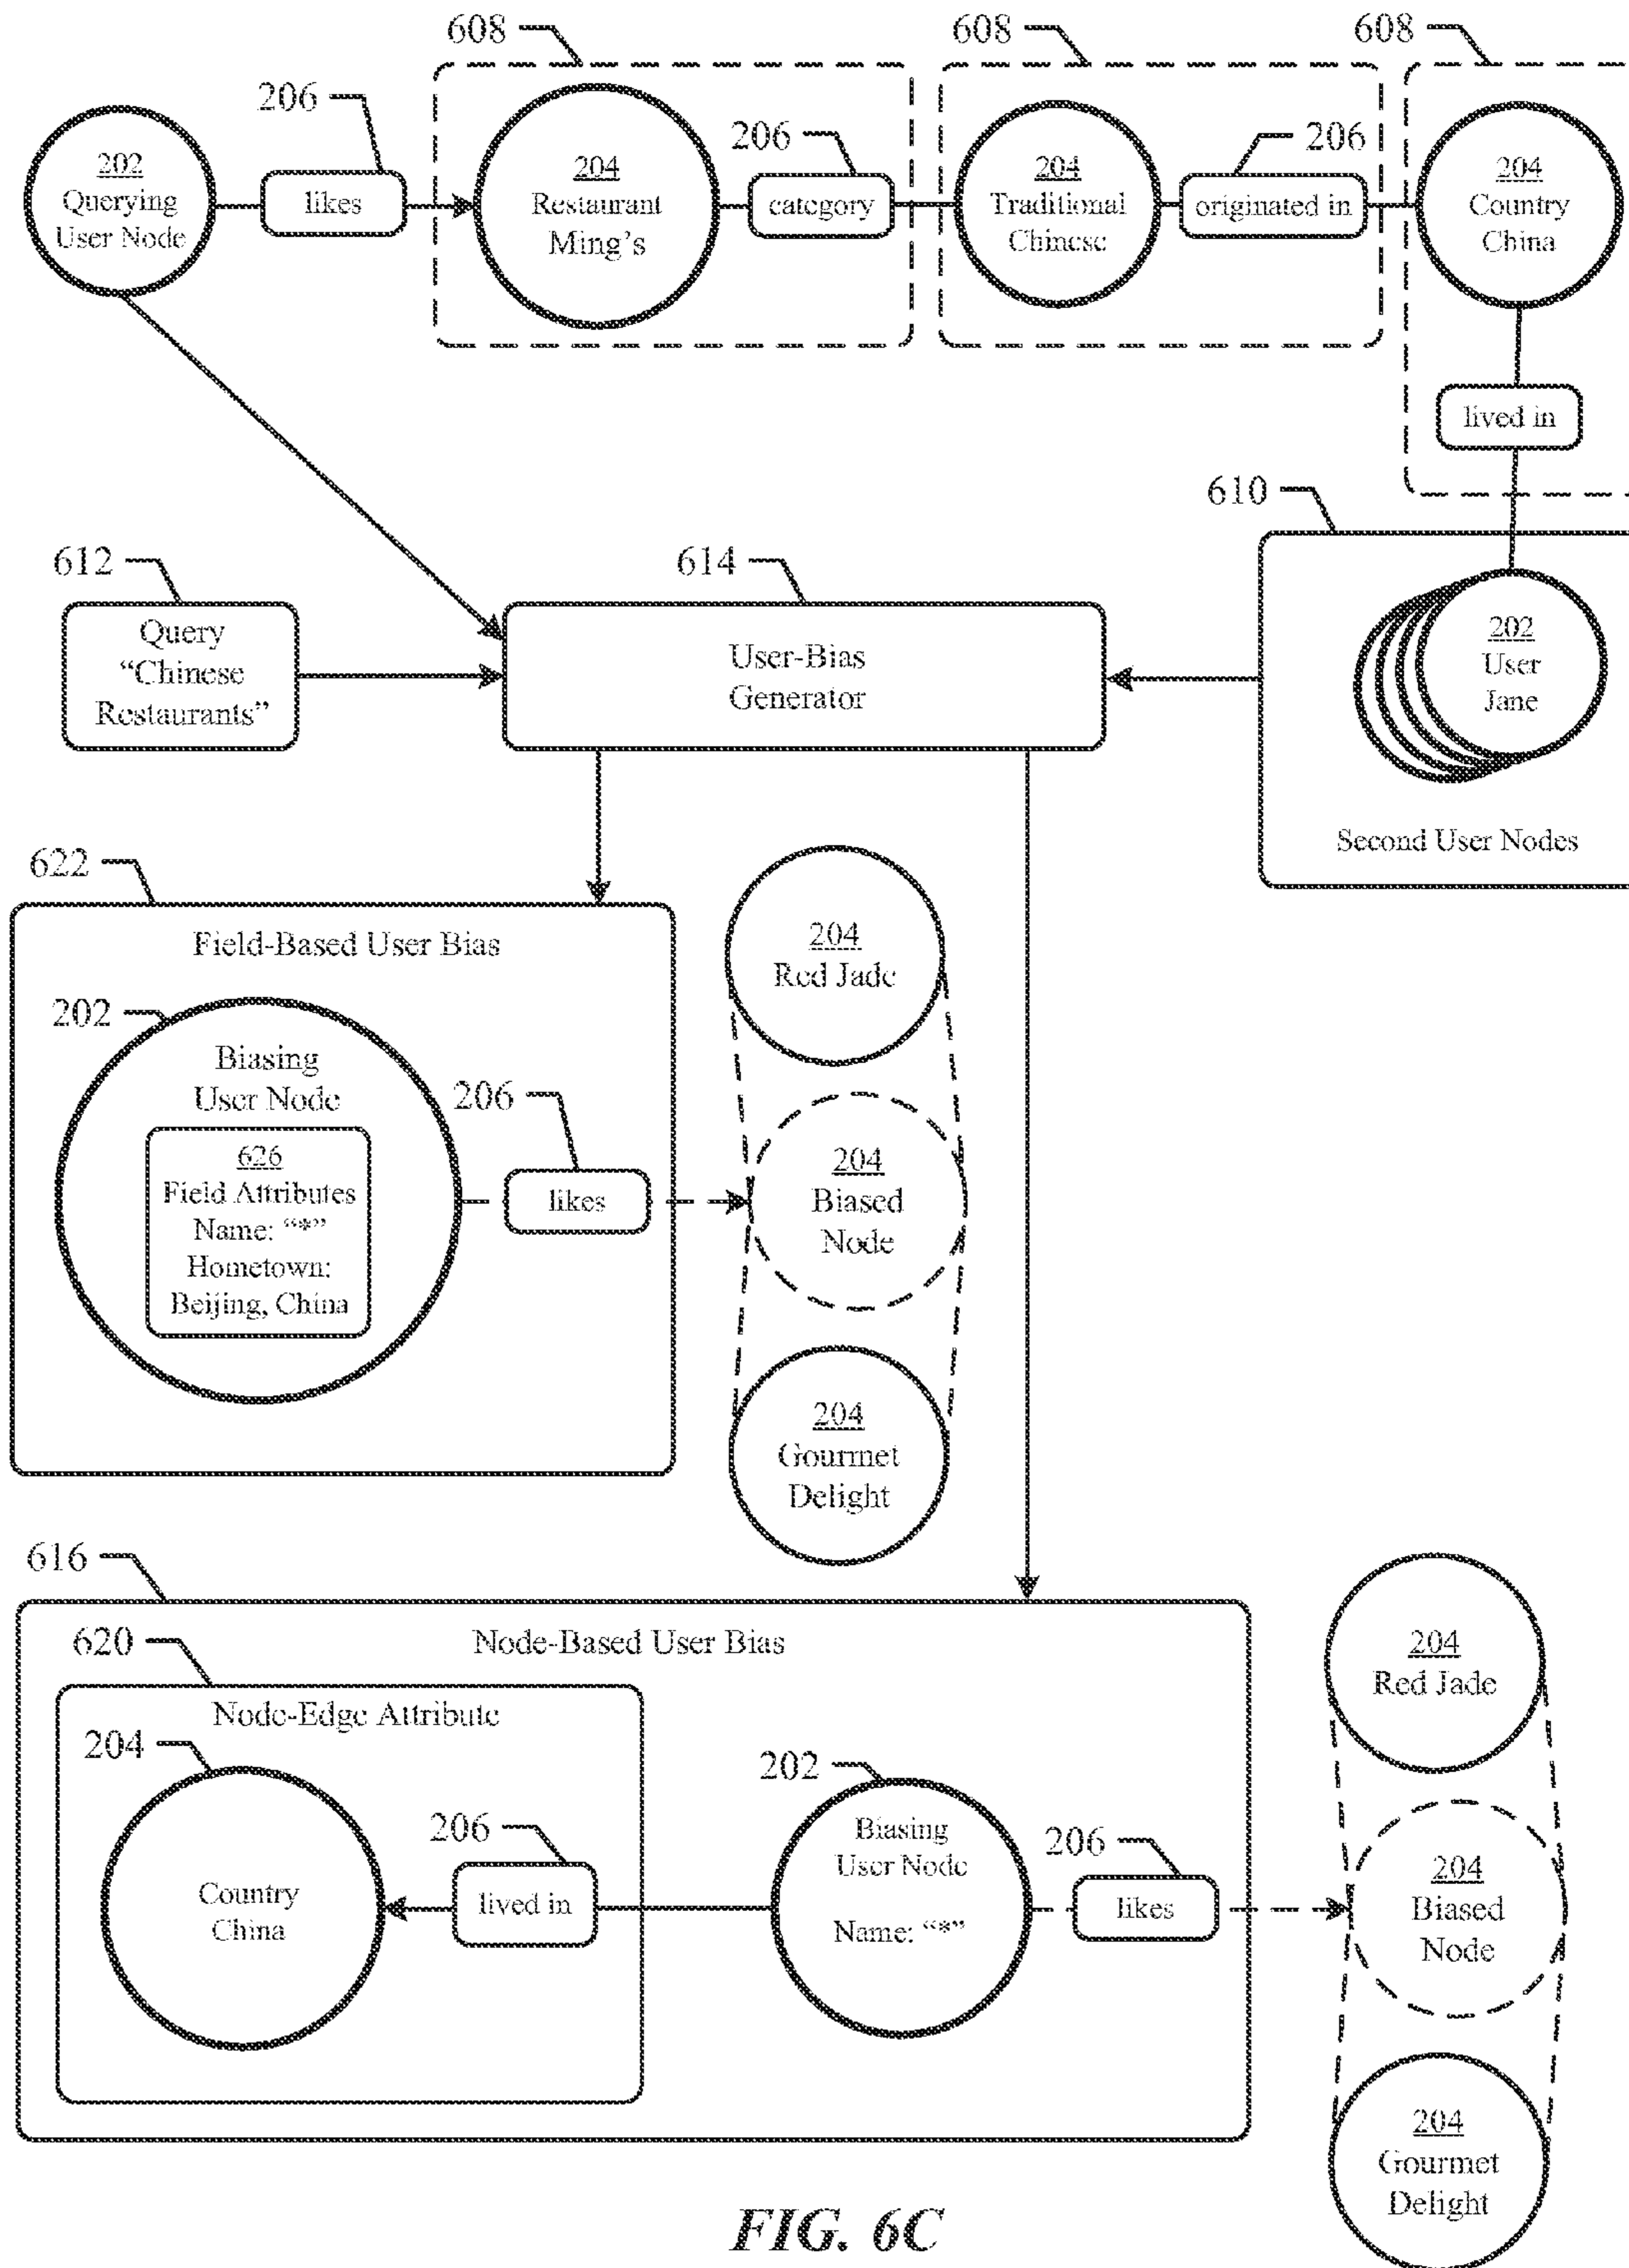 608
608
608
206
202
Querying
User Node
likes
204
Restaurant
Ming's
206
category
204
Traditional
Chinese
206
originated in
204
Country
China
lived in
610
612
Query
“Chinese
Restaurants”
614
User-Bias
Generator
202
User
Jane
Second User Nodes
622
Field-Based User Bias
202
Biasing
User Node
626
Field Attributes
Name: “*”
Hometown:
Beijing, China
206
likes
204
Red Jade
204
Biased
Node
204
Gourmet
Delight
616
Node-Based User Bias
620
Node-Edge Attribute
204
Country
China
206
lived in
202
Biasing
User Node
Name: “*”
206
likes
204
Red Jade
204
Biased
Node
204
Gourmet
Delight
FIG. 6C